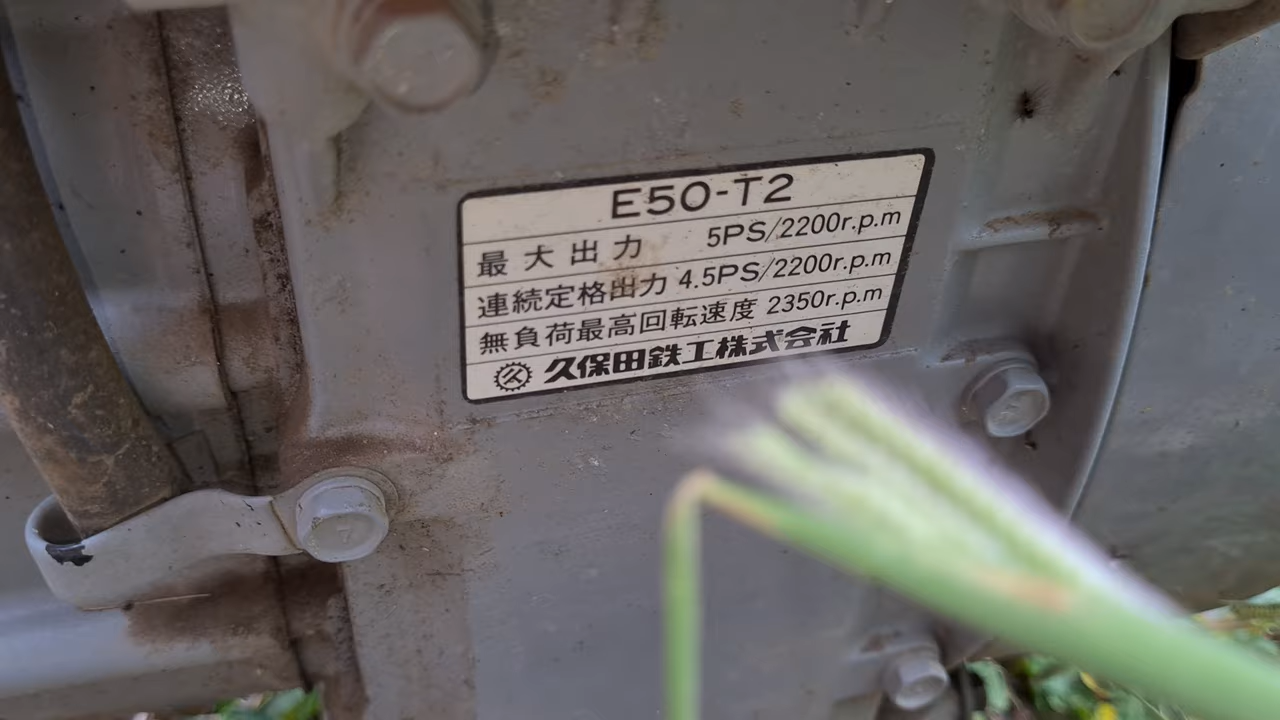 E50-T2
最大出力 5PS/2200r.p.m
連続定格出力 4.5PS/2200r.p.m
無負荷最高回転速度 2350r.p.m
久保田鉄工株式会社